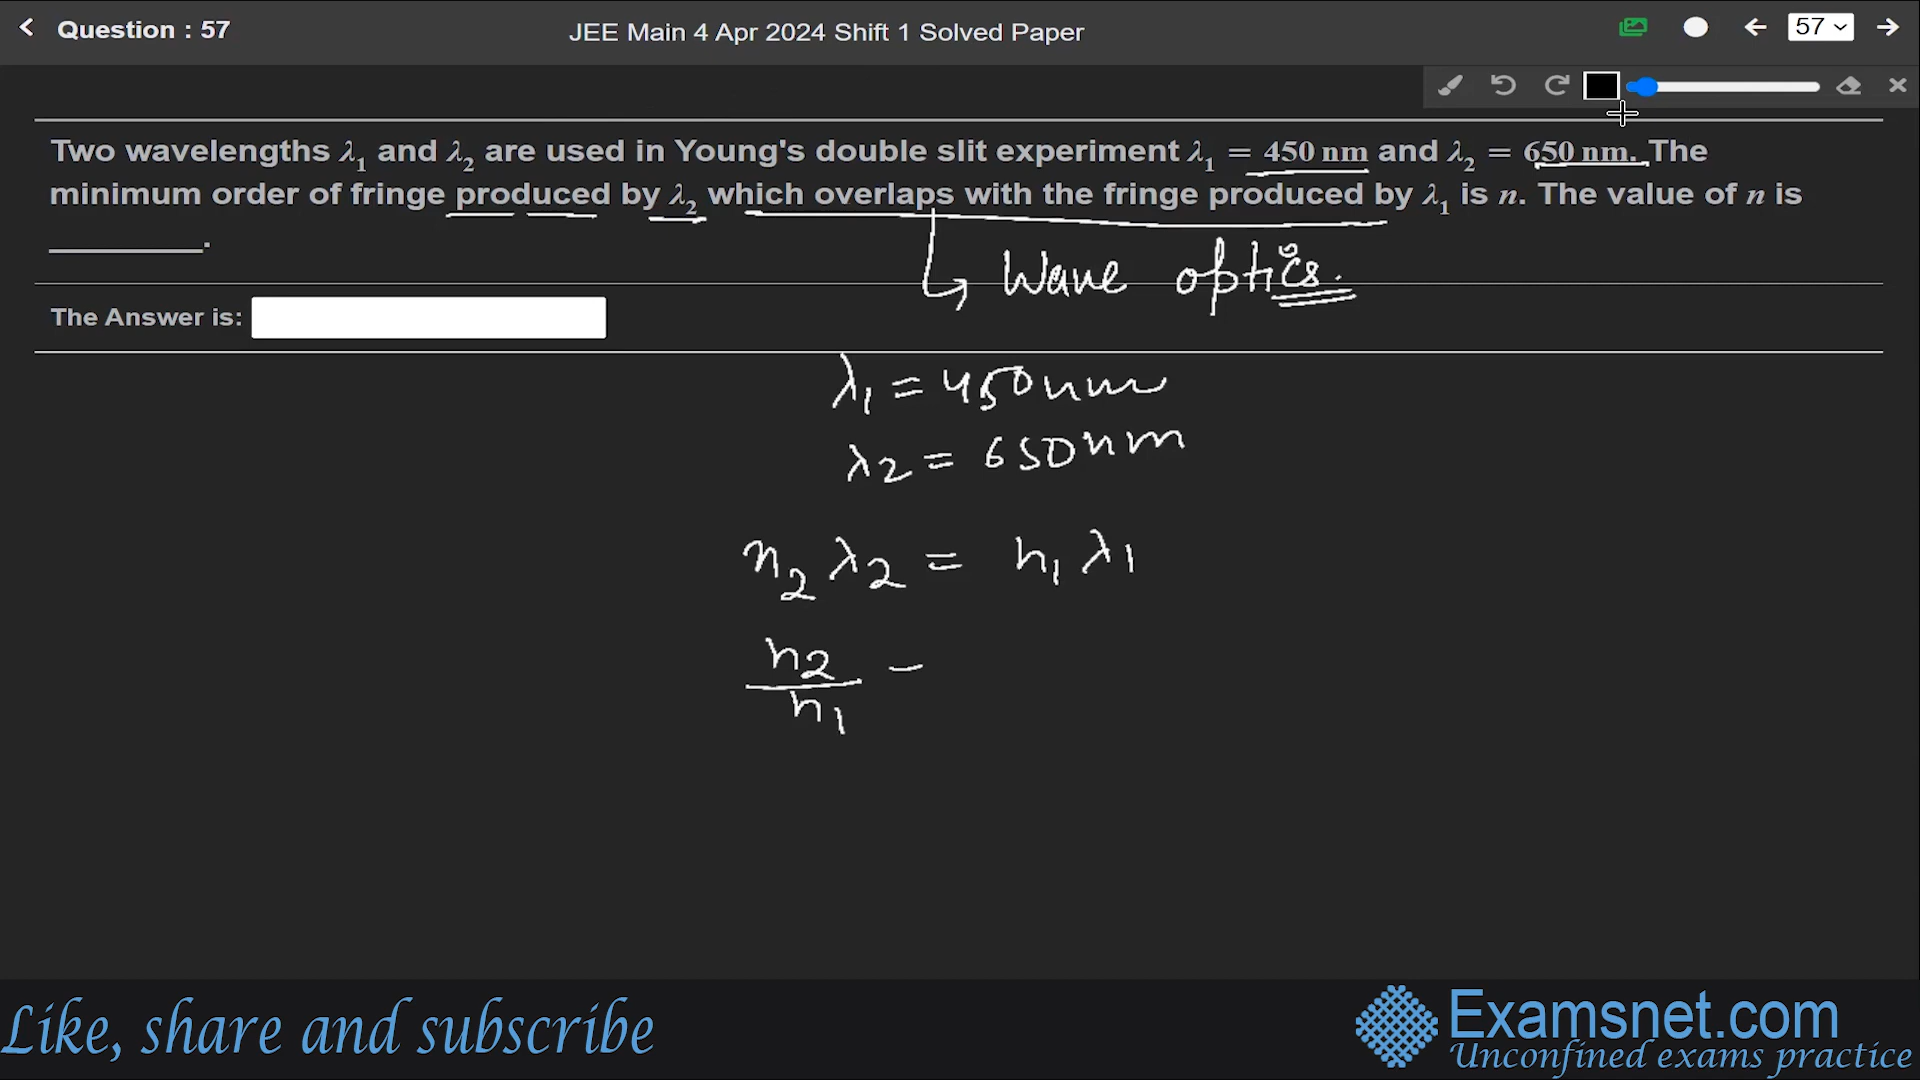 Question : 57
JEE Main 4 Apr 2024 Shift 1 Solved Paper
57
Two wavelengths λ₁ and λ₂ are used in Young's double slit experiment λ₁ = 450 nm and λ₂ = 650 nm. The
minimum order of fringe produced by λ₂ which overlaps with the fringe produced by λ₁ is n. The value of n is
_________.
Wave optics.
The Answer is:
λ₁ = 450nm
λ₂ = 650nm
n₂ λ₂ = n₁ λ₁
n₂/n₁ -
Like, share and subscribe
Examsnet.com
Unconfined exams practice